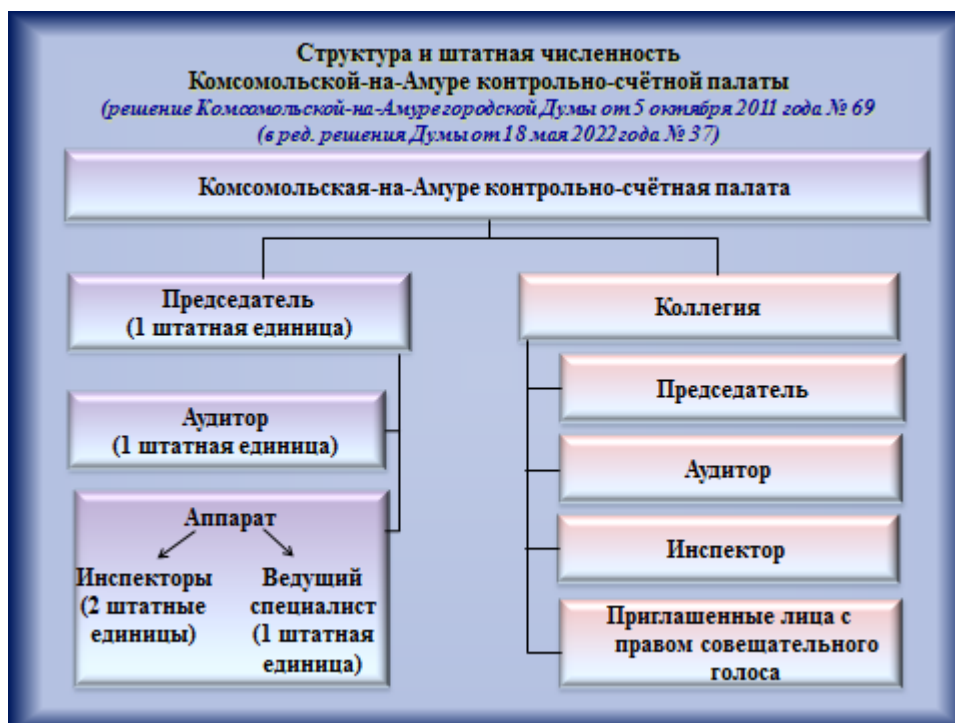 Структура и штатная численность
Комсомольской-на-Амуре контрольно-счётной палаты
(решение Комсомольской-на-Амуре городской Думы от 5 октября 2011 года № 69
(в ред. решения Думы от 18 мая 2022 года № 37)
Комсомольская-на-Амуре контрольно-счётная палата
Председатель
(1 штатная единица)
Аудитор
(1 штатная единица)
Аппарат
Инспекторы
(2 штатные
единицы)
Ведущий
специалист
(1 штатная
единица)
Коллегия
Председатель
Аудитор
Инспектор
Приглашенные лица с
правом совещательного
голоса